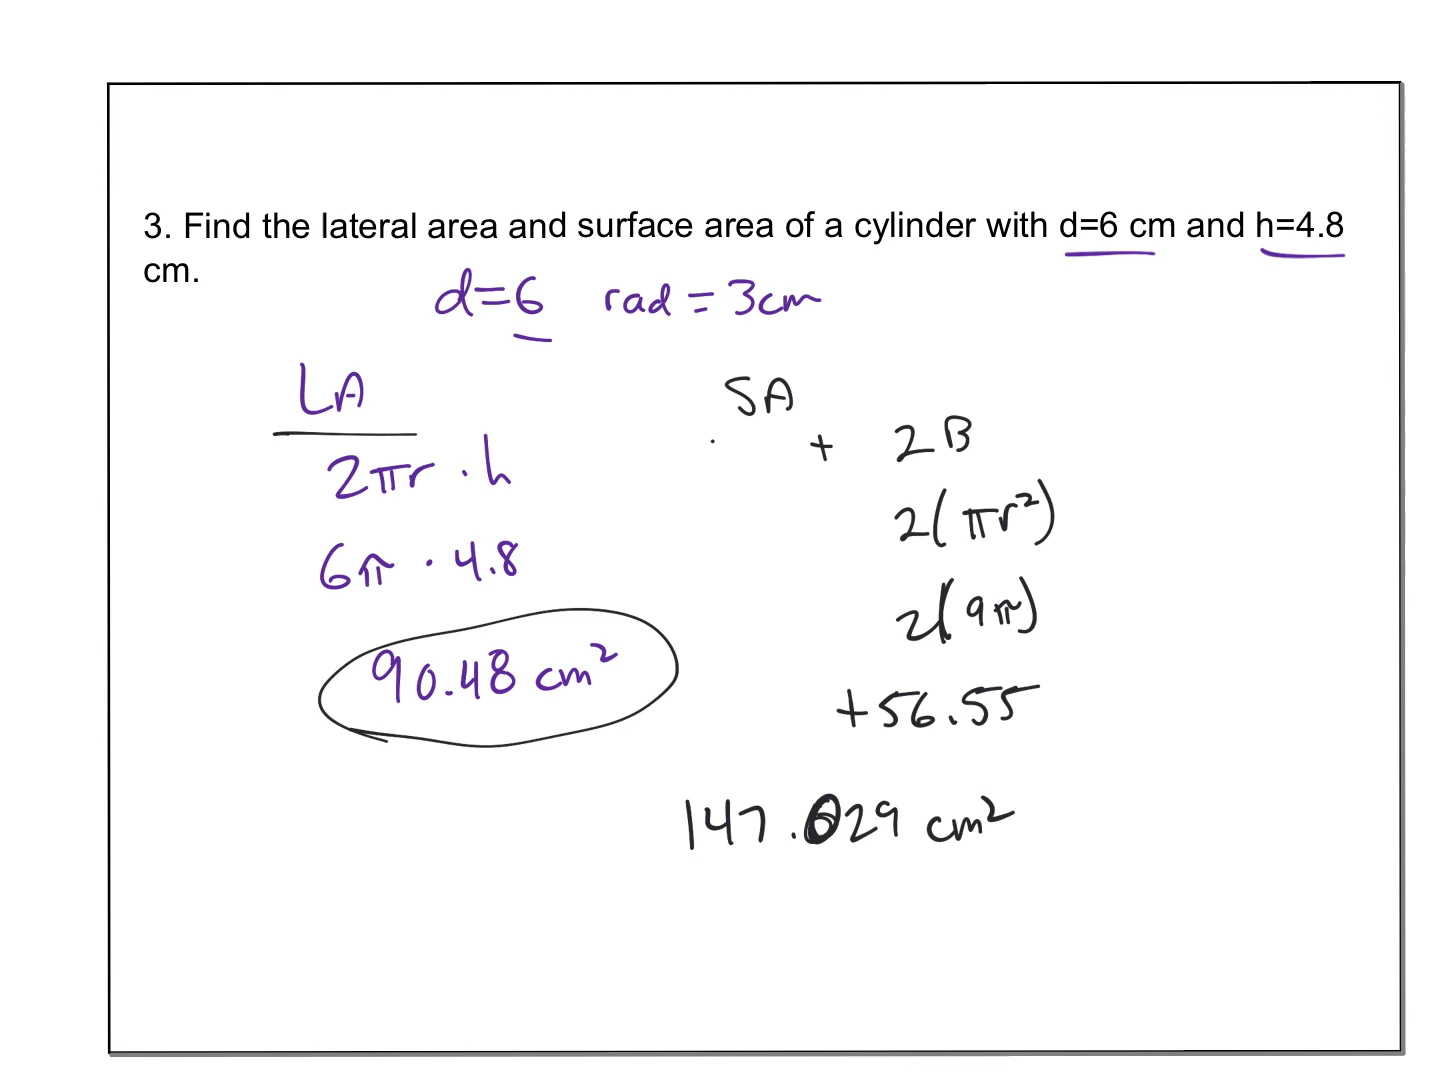 3. Find the lateral area and surface area of a cylinder with d=6 cm and h=4.8
cm.
d=6 rad = 3cm
LA
2πr · h
6π · 4.8
90.48 cm²
SA
+ 2B
2(πr²)
2(9π)
+56.55
147.029 cm²